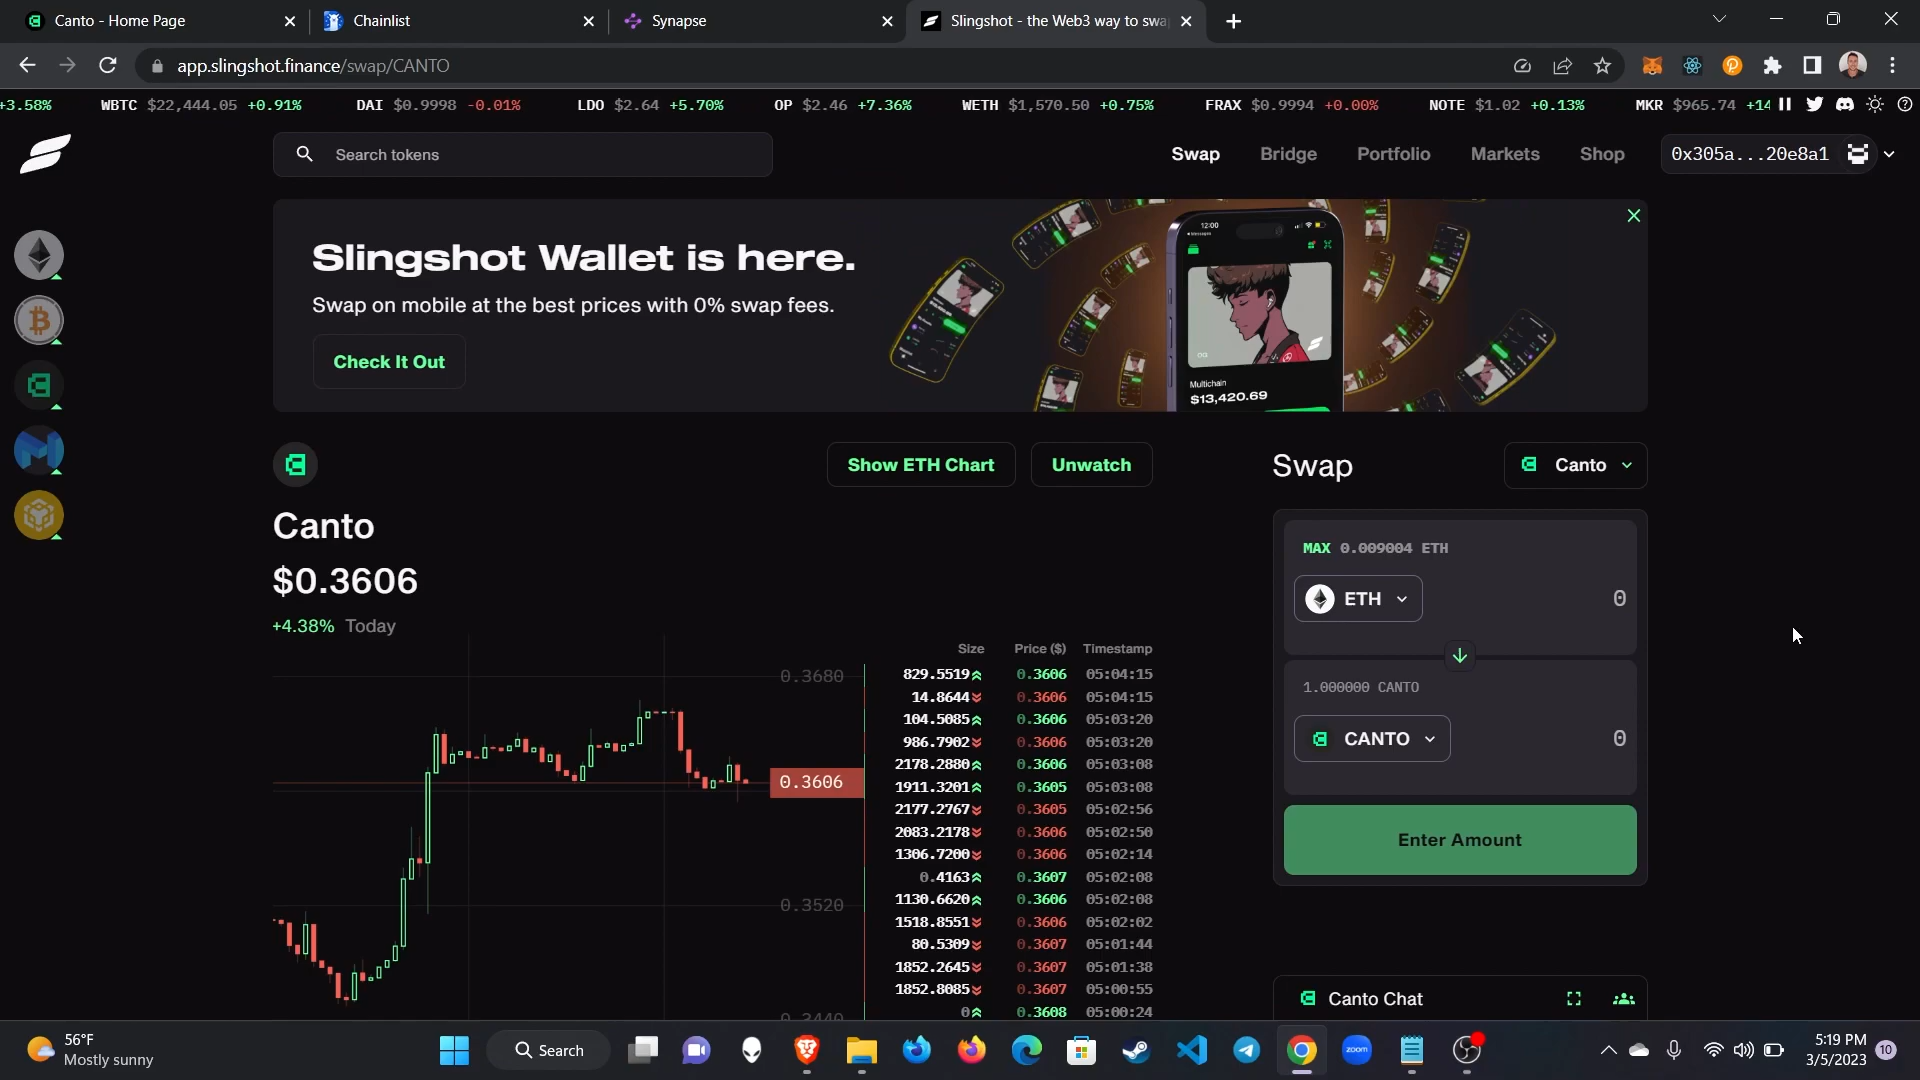 Canto - Home Page
Chainlist
Synapse
Slingshot - the Web3 way to swa
app.slingshot.finance/swap/CANTO
+3.58% WBTC $22,444.05 +0.91% DAI $0.9998 -0.01% LDO $2.64 +5.70% OP $2.46 +7.36% WETH $1,570.50 +0.75% FRAX $0.9994 +0.00% NOTE $1.02 +0.13% MKR $965.74 +14
Search tokens
Swap Bridge Portfolio Markets Shop
0x305a...20e8a1
Slingshot Wallet is here.
Swap on mobile at the best prices with 0% swap fees.
Check It Out
12:00
OG
Multichain
$13,420.69
Show ETH Chart
Unwatch
Canto
$0.3606
+4.38% Today
0.3680
0.3606
0.3520
0.3440
Size Price ($) Timestamp
829.5519 0.3606 05:04:15
14.8644 0.3606 05:04:15
104.5085 0.3606 05:03:20
986.7902 0.3606 05:03:20
2178.2880 0.3606 05:03:08
1911.3201 0.3605 05:03:08
2177.2767 0.3605 05:02:56
2083.2178 0.3606 05:02:50
1306.7200 0.3606 05:02:14
0.4163 0.3607 05:02:08
1130.6620 0.3606 05:02:08
1518.8551 0.3606 05:02:02
80.5309 0.3607 05:01:44
1852.2645 0.3607 05:01:38
1852.8085 0.3607 05:00:55
0 0.3608 05:00:24
Swap
Canto
MAX 0.009004 ETH
ETH 0
1.000000 CANTO
CANTO 0
Enter Amount
Canto Chat
56°F
Mostly sunny
Search
zoom
5:19 PM
3/5/2023
10